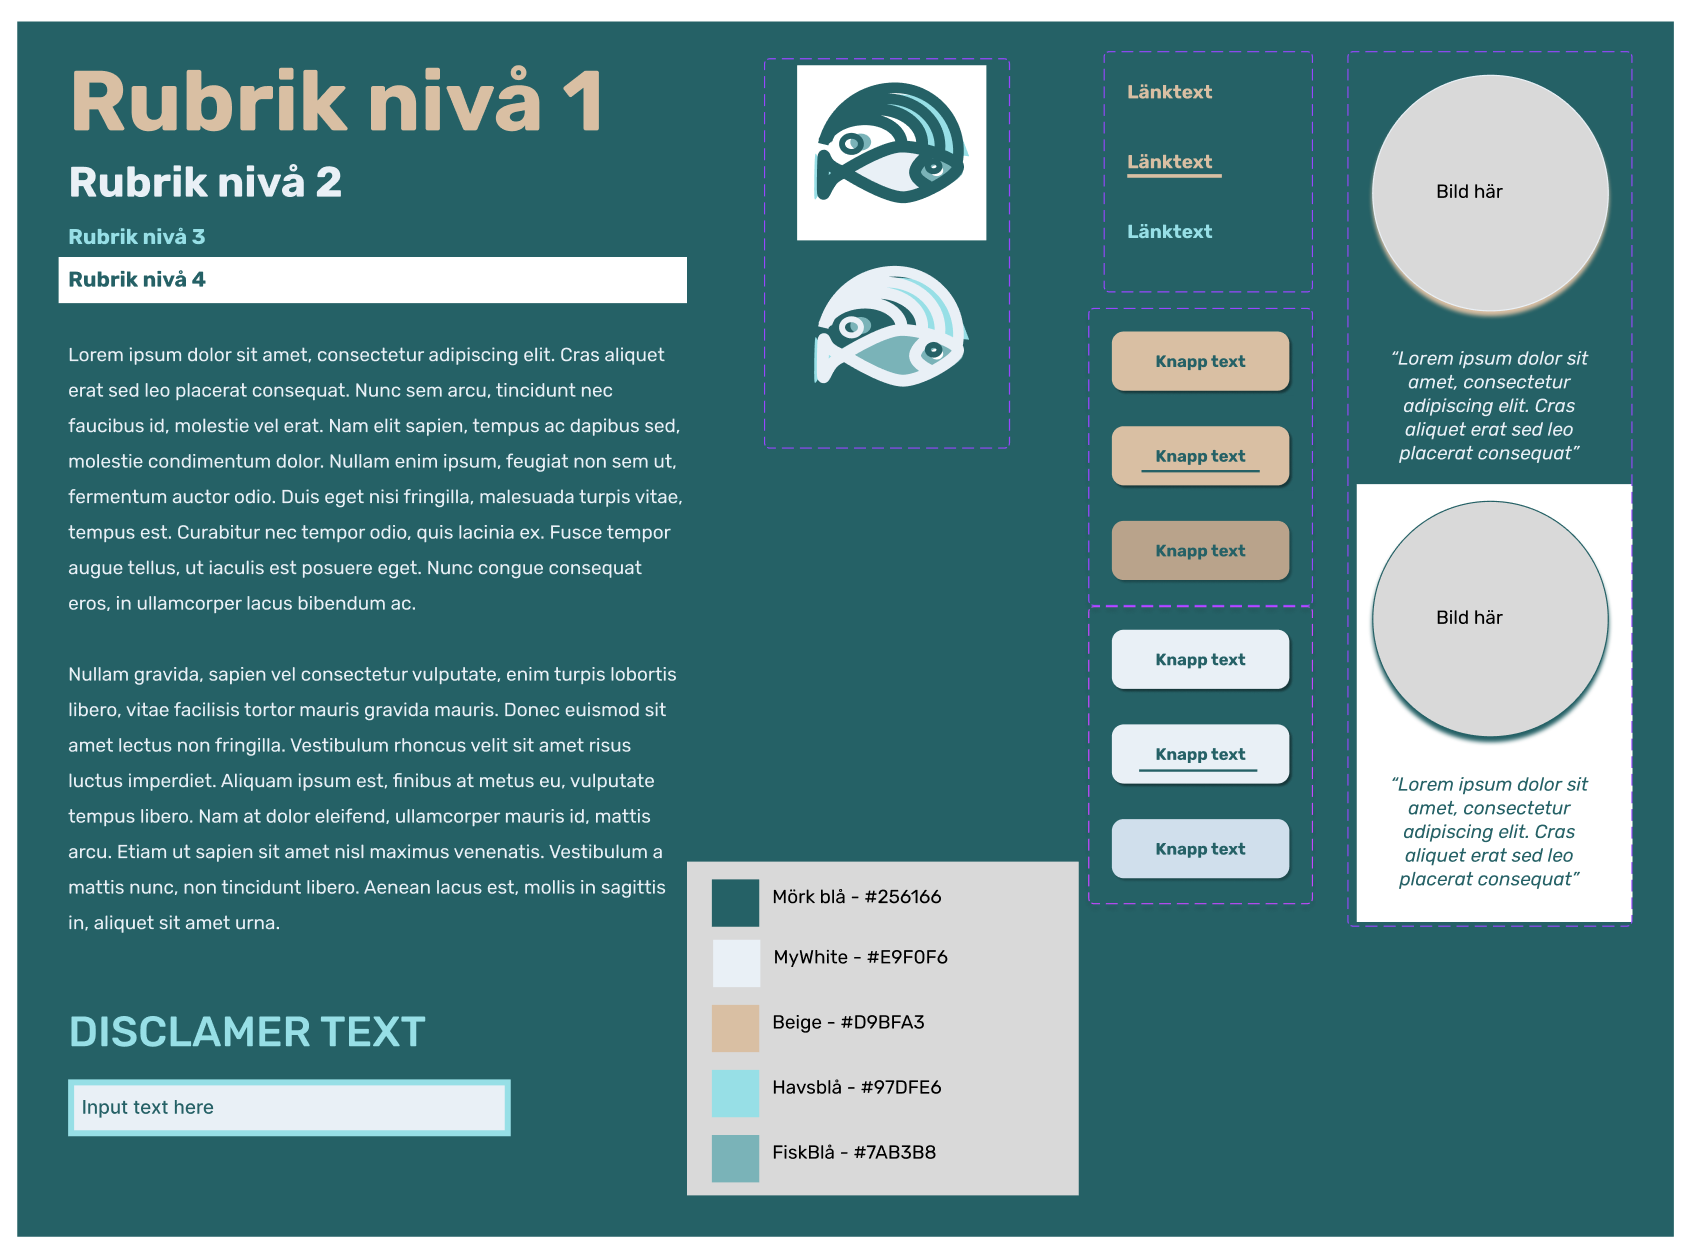 Rubrik nivå 1
Rubrik nivå 2
Rubrik nivå 3
Rubrik nivå 4
Lorem ipsum dolor sit amet, consectetur adipiscing elit. Cras aliquet
erat sed leo placerat consequat. Nunc sem arcu, tincidunt nec
faucibus id, molestie vel erat. Nam elit sapien, tempus ac dapibus sed,
molestie condimentum dolor. Nullam enim ipsum, feugiat non sem ut,
fermentum auctor odio. Duis eget nisi fringilla, malesuada turpis vitae,
tempus est. Curabitur nec tempor odio, quis lacinia ex. Fusce tempor
augue tellus, ut iaculis est posuere eget. Nunc congue consequat
eros, in ullamcorper lacus bibendum ac.
Nullam gravida, sapien vel consectetur vulputate, enim turpis lobortis
libero, vitae facilisis tortor mauris gravida mauris. Donec euismod sit
amet lectus non fringilla. Vestibulum rhoncus velit sit amet risus
luctus imperdiet. Aliquam ipsum est, finibus at metus eu, vulputate
tempus libero. Nam at dolor eleifend, ullamcorper mauris id, mattis
arcu. Etiam ut sapien sit amet nisl maximus venenatis. Vestibulum a
mattis nunc, non tincidunt libero. Aenean lacus est, mollis in sagittis
in, aliquet sit amet urna.
DISCLAMER TEXT
Input text here
Mörk blå - #256166
MyWhite - #E9F0F6
Beige - #D9BFA3
Havsblå - #97DFE6
FiskBlå - #7AB3B8
Länktext
Länktext
Länktext
Knapp text
Knapp text
Knapp text
Knapp text
Knapp text
Knapp text
Bild här
“Lorem ipsum dolor sit
amet, consectetur
adipiscing elit. Cras
aliquet erat sed leo
placerat consequat”
Bild här
“Lorem ipsum dolor sit
amet, consectetur
adipiscing elit. Cras
aliquet erat sed leo
placerat consequat”